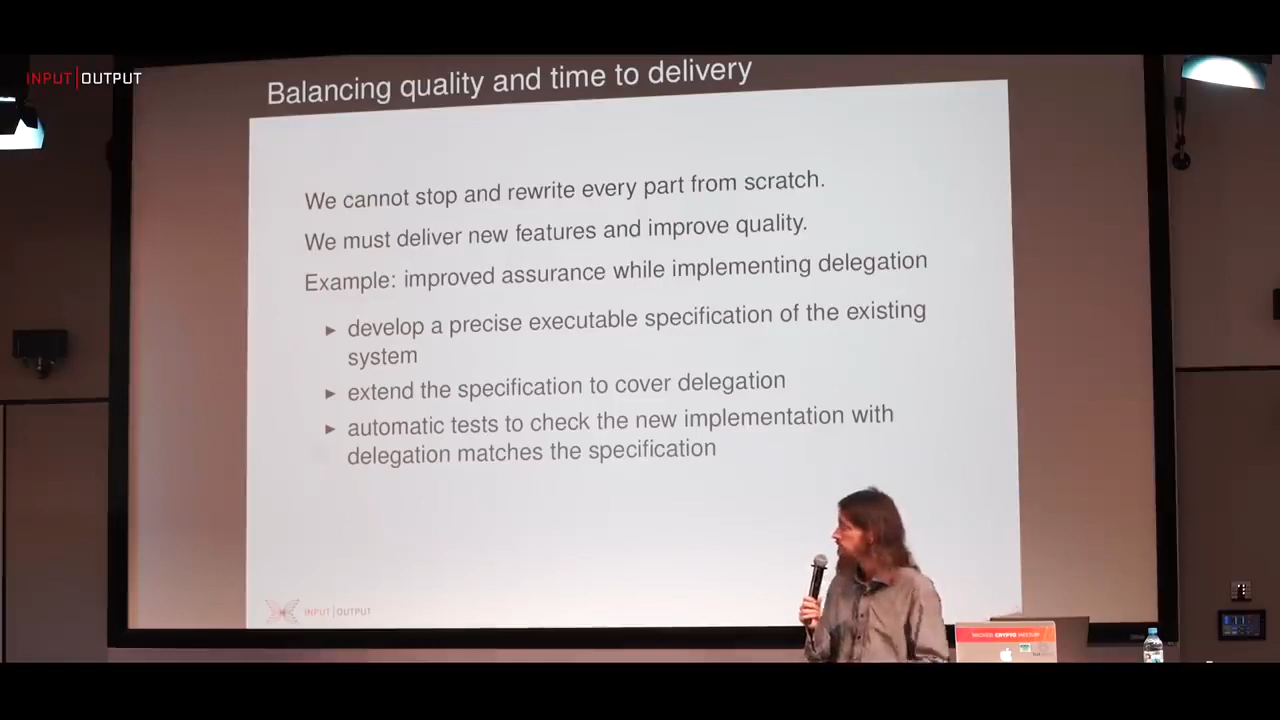 INPUT|OUTPUT
Balancing quality and time to delivery
We cannot stop and rewrite every part from scratch.
We must deliver new features and improve quality.
Example: improved assurance while implementing delegation
► develop a precise executable specification of the existing
system
► extend the specification to cover delegation
► automatic tests to check the new implementation with
delegation matches the specification
INPUT|OUTPUT
CRYPTO MEETUP